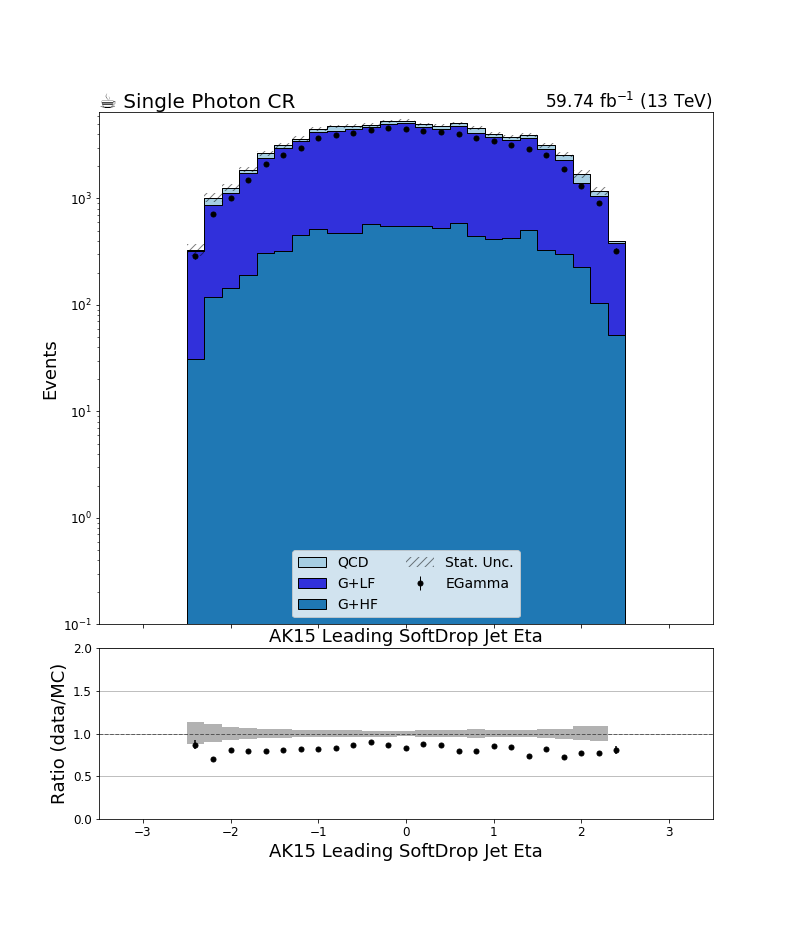 ☕ Single Photon CR
59.74 fb⁻¹ (13 TeV)
Events
10³
10²
10¹
10⁰
10⁻¹
QCD
G+LF
G+HF
Stat. Unc.
EGamma
AK15 Leading SoftDrop Jet Eta
Ratio (data/MC)
2.0
1.5
1.0
0.5
0.0
−3 −2 −1 0 1 2 3
AK15 Leading SoftDrop Jet Eta